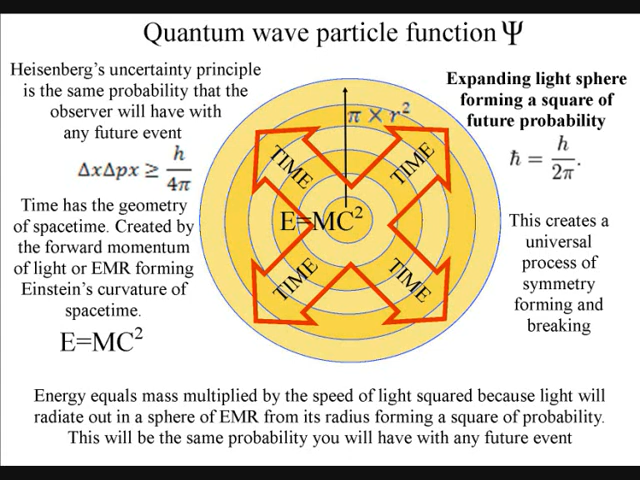 Quantum wave particle function Ψ
Heisenberg's uncertainty principle
is the same probability that the
observer will have with
any future event
ΔxΔpx ≥ h/4π
Time has the geometry
of spacetime. Created by
the forward momentum
of light or EMR forming
Einstein's curvature of
spacetime.
E=MC²
π × r²
TIME
TIME
E=MC²
TIME
TIME
Expanding light sphere
forming a square of
future probability
ħ = h/2π.
This creates a
universal
process of
symmetry
forming and
breaking
Energy equals mass multiplied by the speed of light squared because light will
radiate out in a sphere of EMR from its radius forming a square of probability.
This will be the same probability you will have with any future event